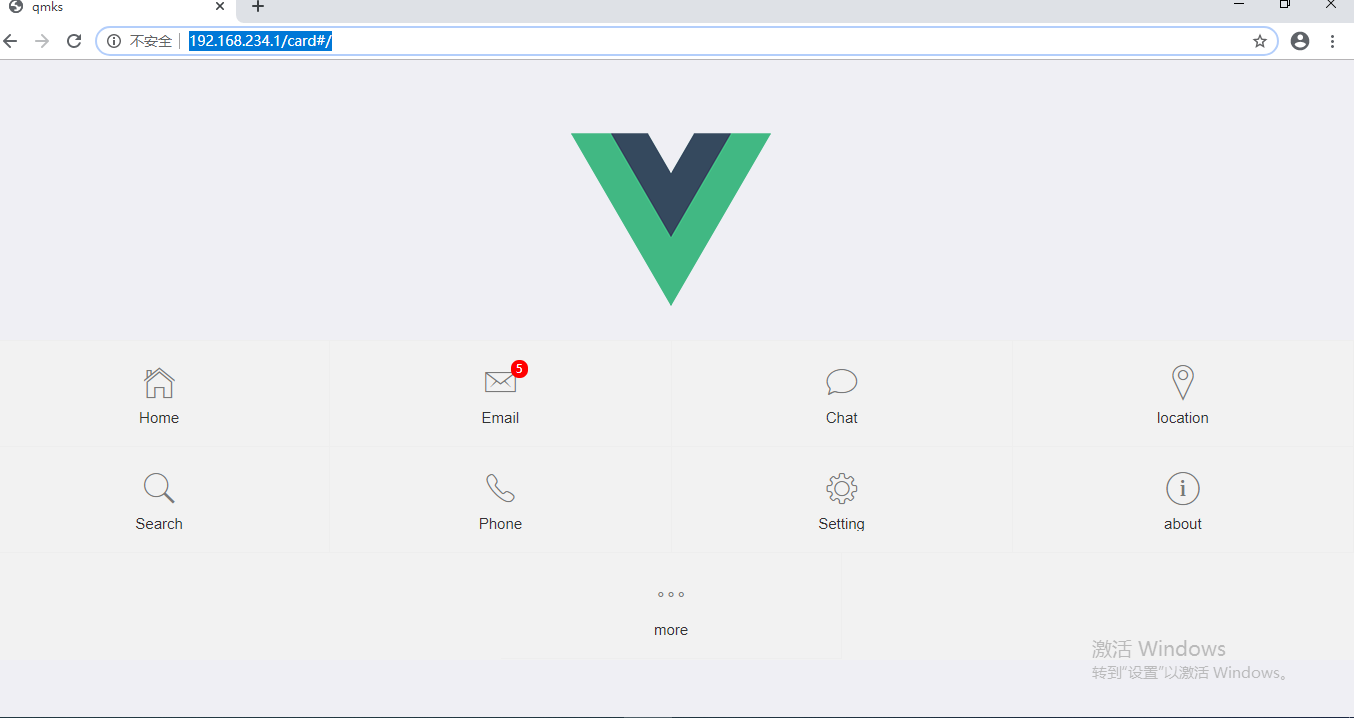 qmks
不安全 192.168.234.1/card#/
5
Home Email Chat location
Search Phone Setting about
more
激活 Windows
转到"设置"以激活 Windows。